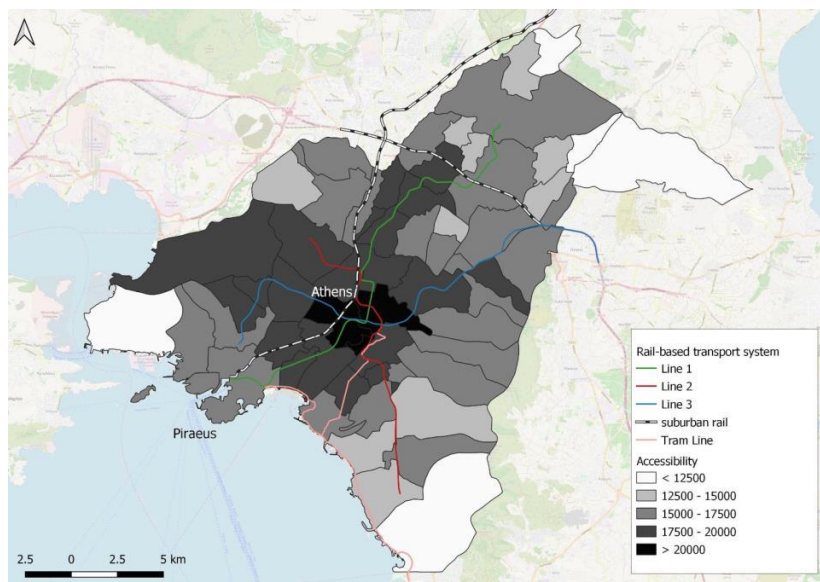 Athens
Piraeus
Rail-based transport system
Line 1
Line 2
Line 3
suburban rail
Tram Line
Accessibility
< 12500
12500 - 15000
15000 - 17500
17500 - 20000
> 20000
2.5 0 2.5 5 km